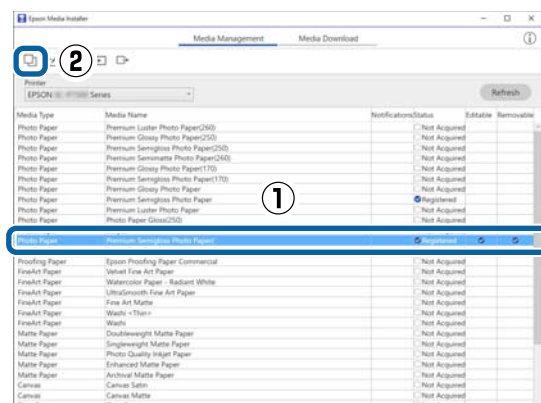 Epson Media Installer
Media Management Media Download
②
Printer
EPSON Series
Refresh
Media Type Media Name Notifications Status Editable Removable
Photo Paper Premium Luster Photo Paper(260) Not Acquired
Photo Paper Premium Glossy Photo Paper(250) Not Acquired
Photo Paper Premium Semigloss Photo Paper(250) Not Acquired
Photo Paper Premium Semimatte Photo Paper(260) Not Acquired
Photo Paper Premium Glossy Photo Paper(170) Not Acquired
Photo Paper Premium Semigloss Photo Paper(170) Not Acquired
Photo Paper Premium Glossy Photo Paper Not Acquired
Photo Paper Premium Semigloss Photo Paper Registered
Photo Paper Premium Luster Photo Paper Not Acquired
Photo Paper Photo Paper Gloss(250) Not Acquired
①
Photo Paper Premium Semigloss Photo Paper Registered
Proofing Paper Epson Proofing Paper Commercial Not Acquired
FineArt Paper Velvet Fine Art Paper Not Acquired
FineArt Paper Watercolor Paper - Radiant White Not Acquired
FineArt Paper UltraSmooth Fine Art Paper Not Acquired
FineArt Paper Fine Art Matte Not Acquired
FineArt Paper Washi <Thin> Not Acquired
FineArt Paper Washi Not Acquired
Matte Paper Doubleweight Matte Paper Not Acquired
Matte Paper Singleweight Matte Paper Not Acquired
Matte Paper Photo Quality Inkjet Paper Not Acquired
Matte Paper Enhanced Matte Paper Not Acquired
Matte Paper Archival Matte Paper Not Acquired
Canvas Canvas Satin Not Acquired
Canvas Canvas Matte Not Acquired